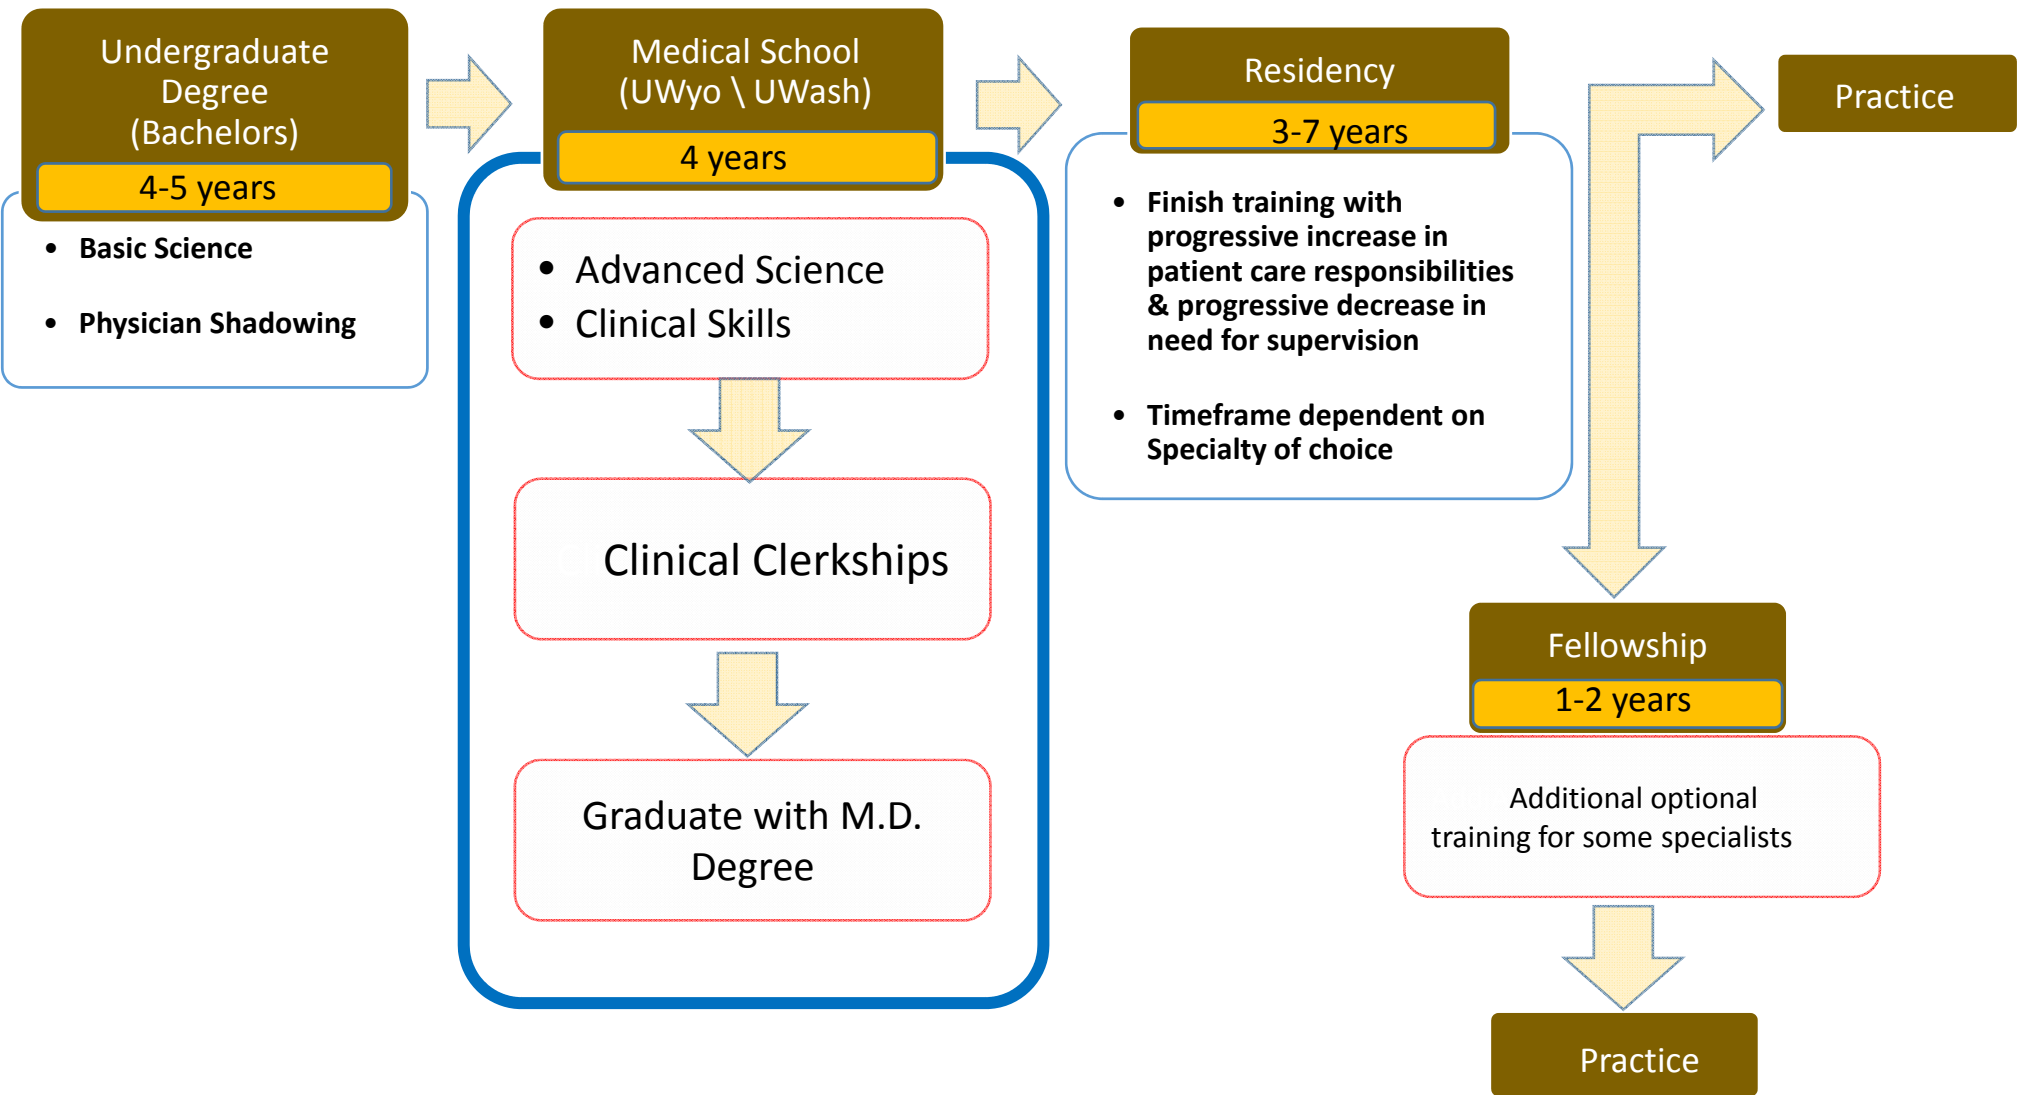 Undergraduate
Degree
(Bachelors)
4-5 years
• Basic Science
• Physician Shadowing
Medical School
(UWyo \ UWash)
4 years
• Advanced Science
• Clinical Skills
Clinical Clerkships
Graduate with M.D.
Degree
Residency
3-7 years
• Finish training with
progressive increase in
patient care responsibilities
& progressive decrease in
need for supervision
• Timeframe dependent on
Specialty of choice
Practice
Fellowship
1-2 years
Additional optional
training for some specialists
Practice